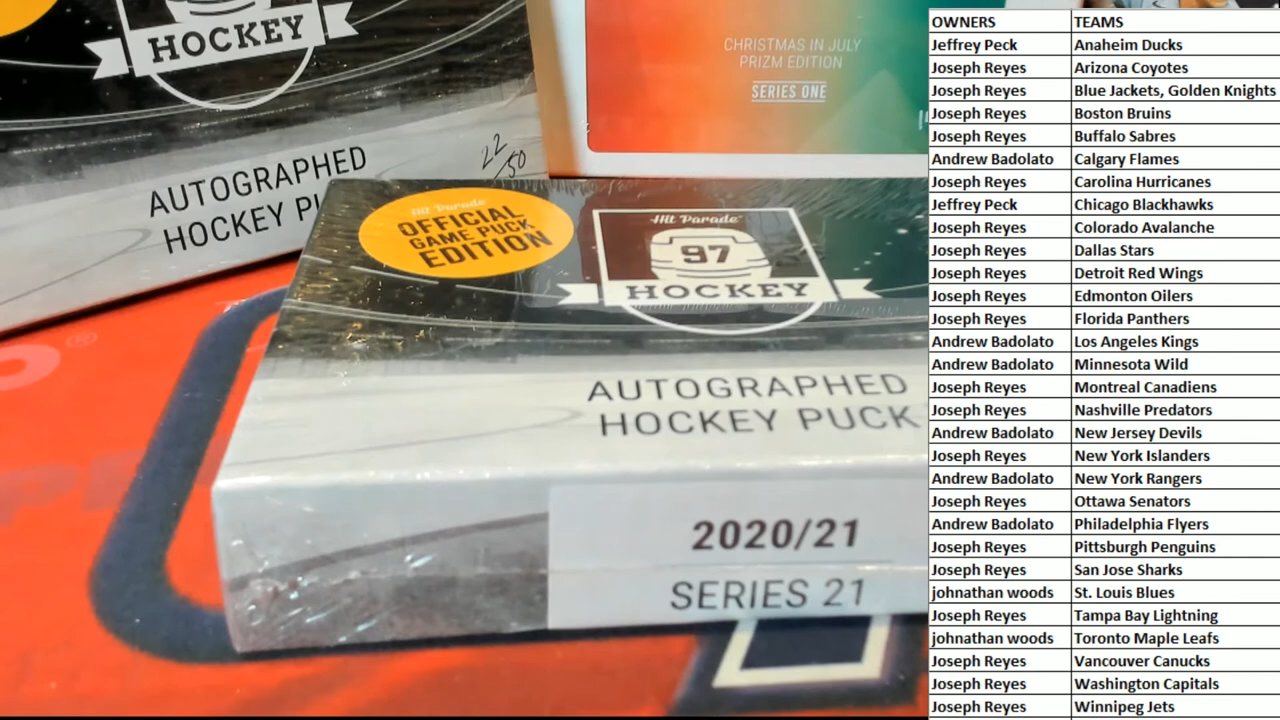 HOCKEY
AUTOGRAPHED
HOCKEY
22/50
CHRISTMAS IN JULY
PRIZM EDITION
SERIES ONE
Hit Parade
OFFICIAL
GAME PUCK
EDITION
Hit Parade
97
HOCKEY
AUTOGRAPHED
HOCKEY PUCK
2020/21
SERIES 21
OWNERS TEAMS
Jeffrey Peck Anaheim Ducks
Joseph Reyes Arizona Coyotes
Joseph Reyes Blue Jackets, Golden Knights
Joseph Reyes Boston Bruins
Joseph Reyes Buffalo Sabres
Andrew Badolato Calgary Flames
Joseph Reyes Carolina Hurricanes
Jeffrey Peck Chicago Blackhawks
Joseph Reyes Colorado Avalanche
Joseph Reyes Dallas Stars
Joseph Reyes Detroit Red Wings
Joseph Reyes Edmonton Oilers
Joseph Reyes Florida Panthers
Andrew Badolato Los Angeles Kings
Andrew Badolato Minnesota Wild
Joseph Reyes Montreal Canadiens
Joseph Reyes Nashville Predators
Andrew Badolato New Jersey Devils
Joseph Reyes New York Islanders
Andrew Badolato New York Rangers
Joseph Reyes Ottawa Senators
Andrew Badolato Philadelphia Flyers
Joseph Reyes Pittsburgh Penguins
Joseph Reyes San Jose Sharks
johnathan woods St. Louis Blues
Joseph Reyes Tampa Bay Lightning
johnathan woods Toronto Maple Leafs
Joseph Reyes Vancouver Canucks
Joseph Reyes Washington Capitals
Joseph Reyes Winnipeg Jets